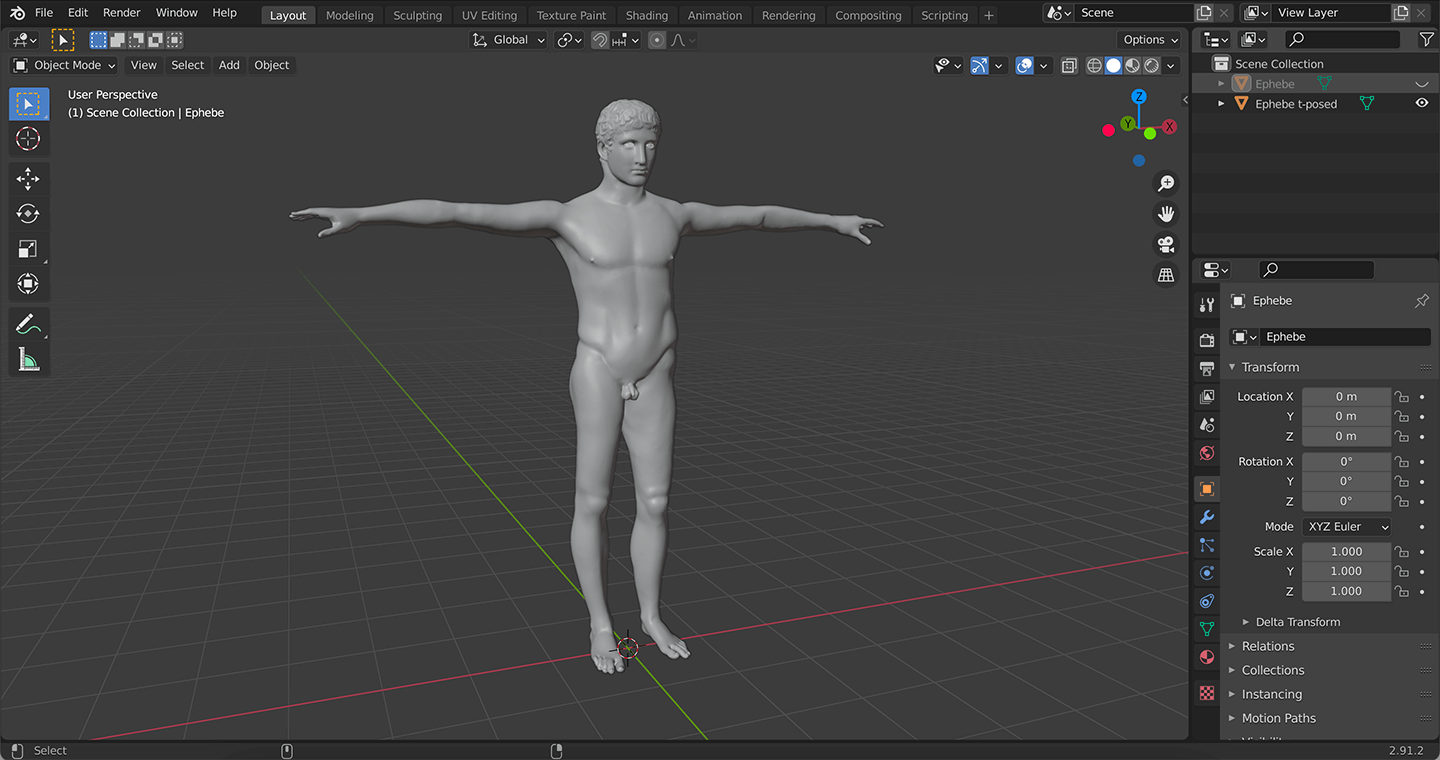 File Edit Render Window Help Layout Modeling Sculpting UV Editing Texture Paint Shading Animation Rendering Compositing Scripting + Scene View Layer
Global Options
Object Mode View Select Add Object
User Perspective
(1) Scene Collection | Ephebe
Z
Y
X
Scene Collection
Ephebe
Ephebe t-posed
Ephebe
Ephebe
Transform
Location X 0 m
Y 0 m
Z 0 m
Rotation X 0°
Y 0°
Z 0°
Mode XYZ Euler
Scale X 1.000
Y 1.000
Z 1.000
Delta Transform
Relations
Collections
Instancing
Motion Paths
Select 2.91.2